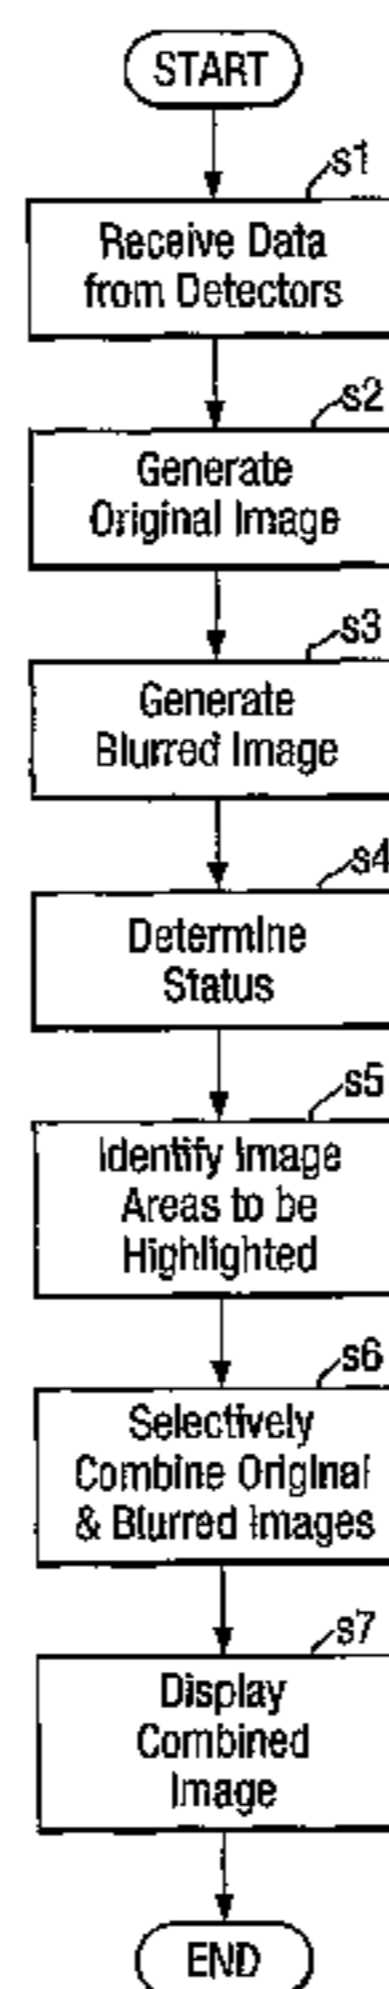 START
s1
Receive Data
from Detectors
s2
Generate
Original Image
s3
Generate
Blurred Image
s4
Determine
Status
s5
Identify Image
Areas to be
Highlighted
s6
Selectively
Combine Original
& Blurred Images
s7
Display
Combined
Image
END